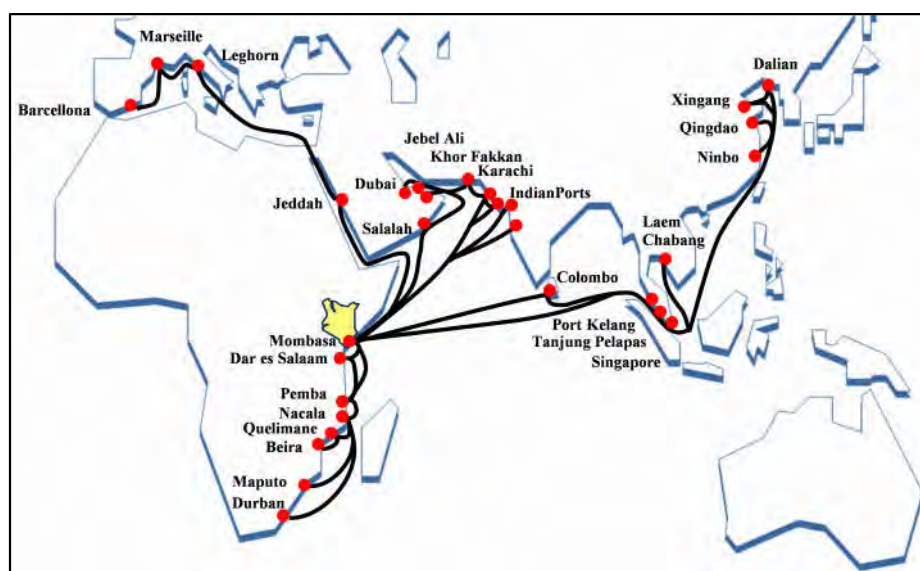 Marseille
Leghorn
Barcellona
Dalian
Xingang
Qingdao
Ninbo
Jebel Ali
Khor Fakkan
Karachi
Dubai
IndianPorts
Jeddah
Salalah
Laem
Chabang
Colombo
Port Kelang
Tanjung Pelapas
Singapore
Mombasa
Dar es Salaam
Pemba
Nacala
Quelimane
Beira
Maputo
Durban